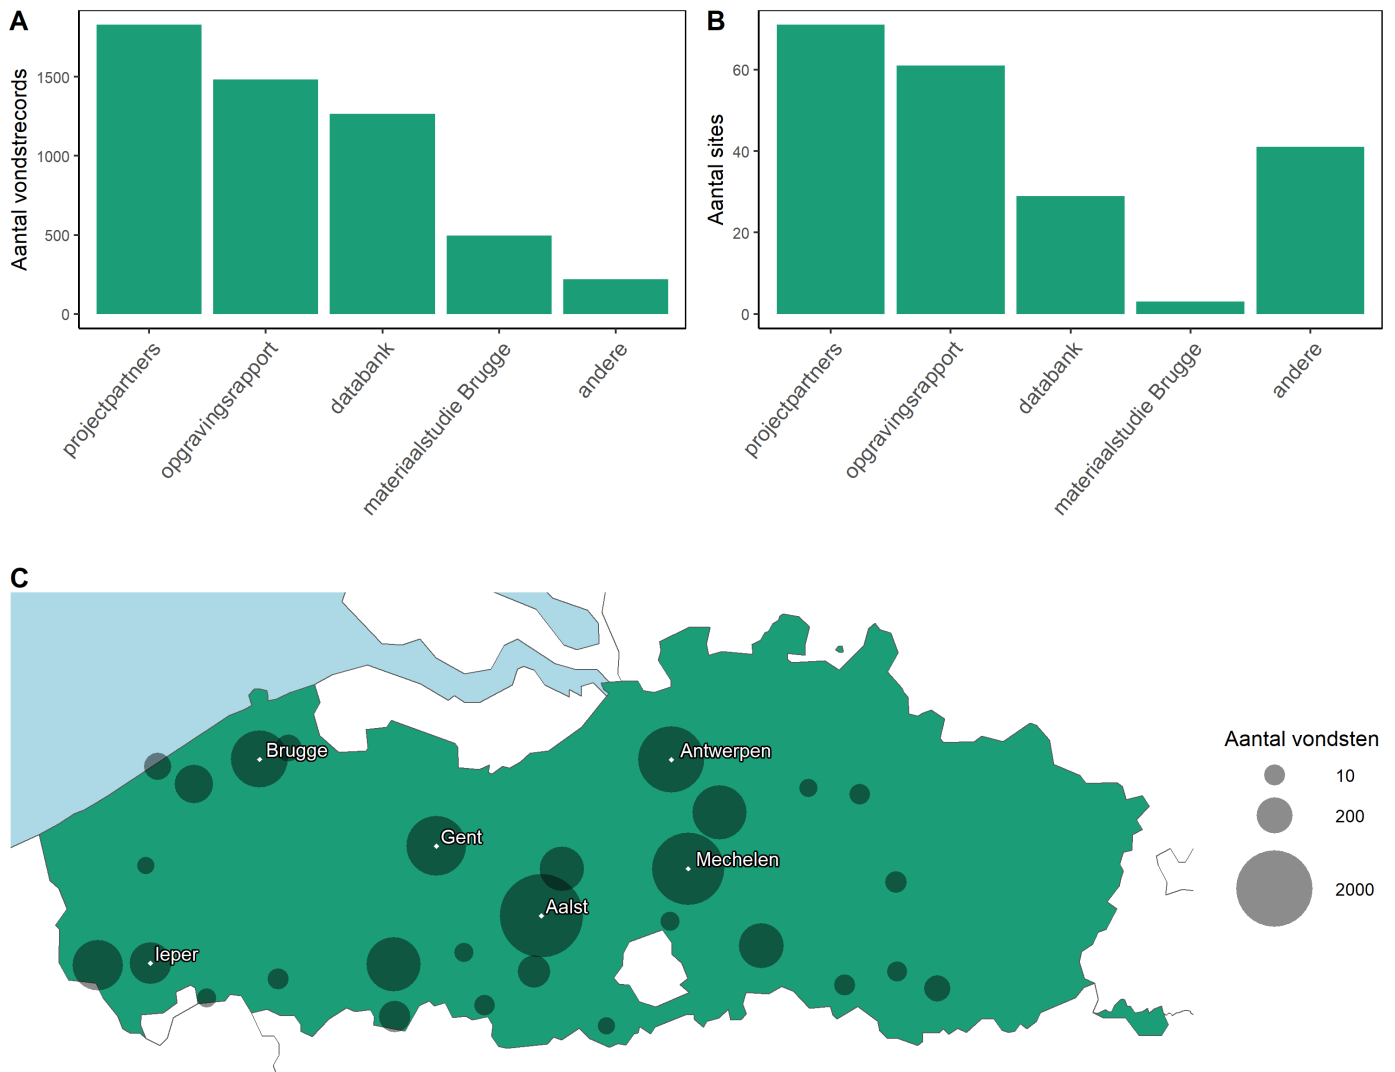 A
Aantal vondstrecords
1500
1000
500
0
projectpartners
opgravingsrapport
databank
materiaalstudie Brugge
andere
B
Aantal sites
60
40
20
0
projectpartners
opgravingsrapport
databank
materiaalstudie Brugge
andere
C
Brugge
Antwerpen
Gent
Mechelen
Aalst
Ieper
Aantal vondsten
10
200
2000